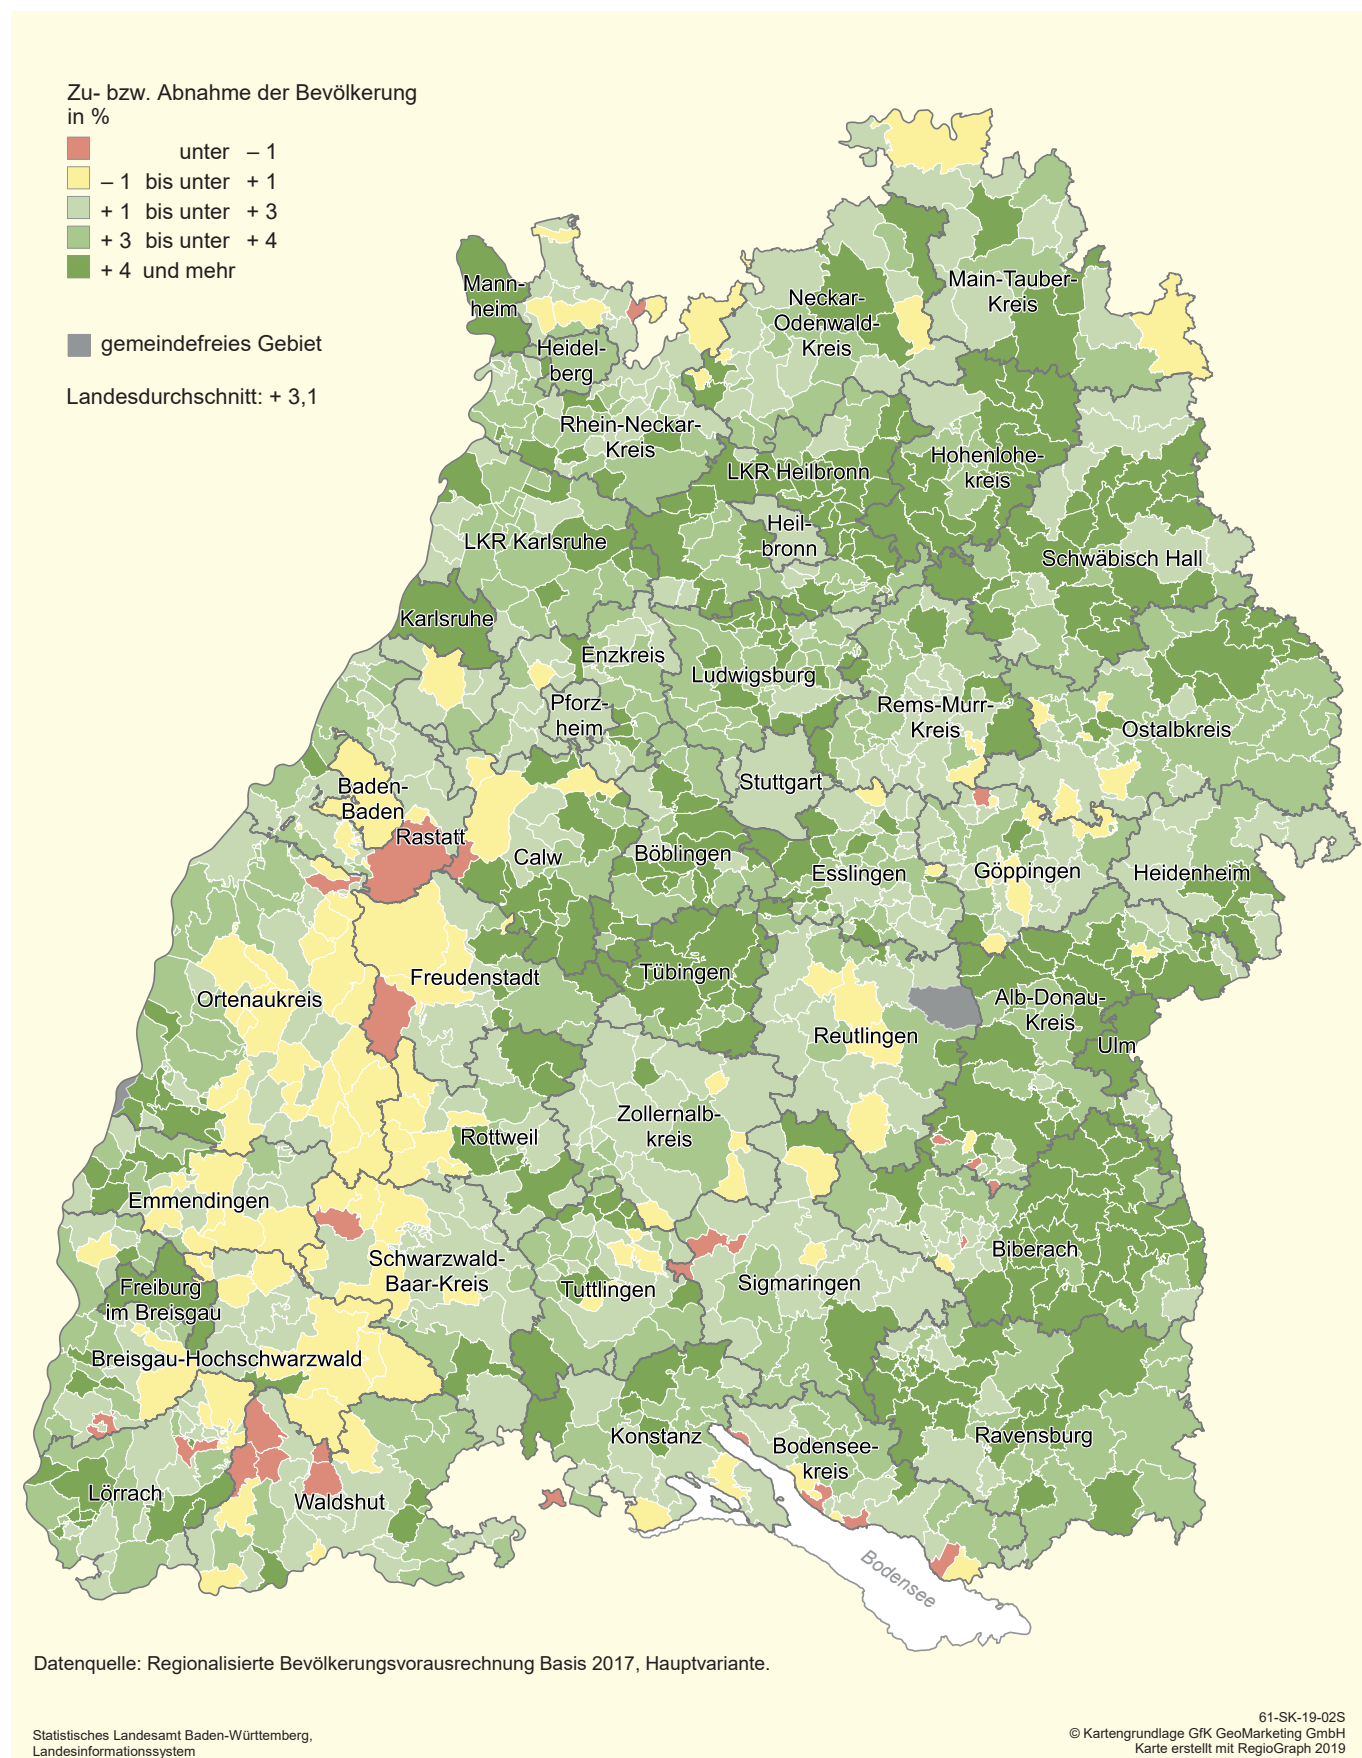 Zu- bzw. Abnahme der Bevölkerung
in %
unter – 1
– 1 bis unter + 1
+ 1 bis unter + 3
+ 3 bis unter + 4
+ 4 und mehr
gemeindefreies Gebiet
Landesdurchschnitt: + 3,1
Mann-
heim
Heidel-
berg
Rhein-Neckar-
Kreis
Neckar-
Odenwald-
Kreis
Main-Tauber-
Kreis
LKR Heilbronn
Hohenlohe-
kreis
Heil-
bronn
LKR Karlsruhe
Schwäbisch Hall
Karlsruhe
Enzkreis
Ludwigsburg
Pforz-
heim
Rems-Murr-
Kreis
Ostalbkreis
Stuttgart
Baden-
Baden
Rastatt
Calw
Böblingen
Esslingen
Göppingen
Heidenheim
Freudenstadt
Tübingen
Ortenaukreis
Reutlingen
Alb-Donau-
Kreis
Ulm
Zollernalb-
kreis
Rottweil
Emmendingen
Schwarzwald-
Baar-Kreis
Tuttlingen
Sigmaringen
Biberach
Freiburg
im Breisgau
Breisgau-Hochschwarzwald
Konstanz
Bodensee-
kreis
Ravensburg
Lörrach
Waldshut
Bodensee
Datenquelle: Regionalisierte Bevölkerungsvorausrechnung Basis 2017, Hauptvariante.
Statistisches Landesamt Baden-Württemberg,
Landesinformationssystem
61-SK-19-02S
© Kartengrundlage GfK GeoMarketing GmbH
Karte erstellt mit RegioGraph 2019